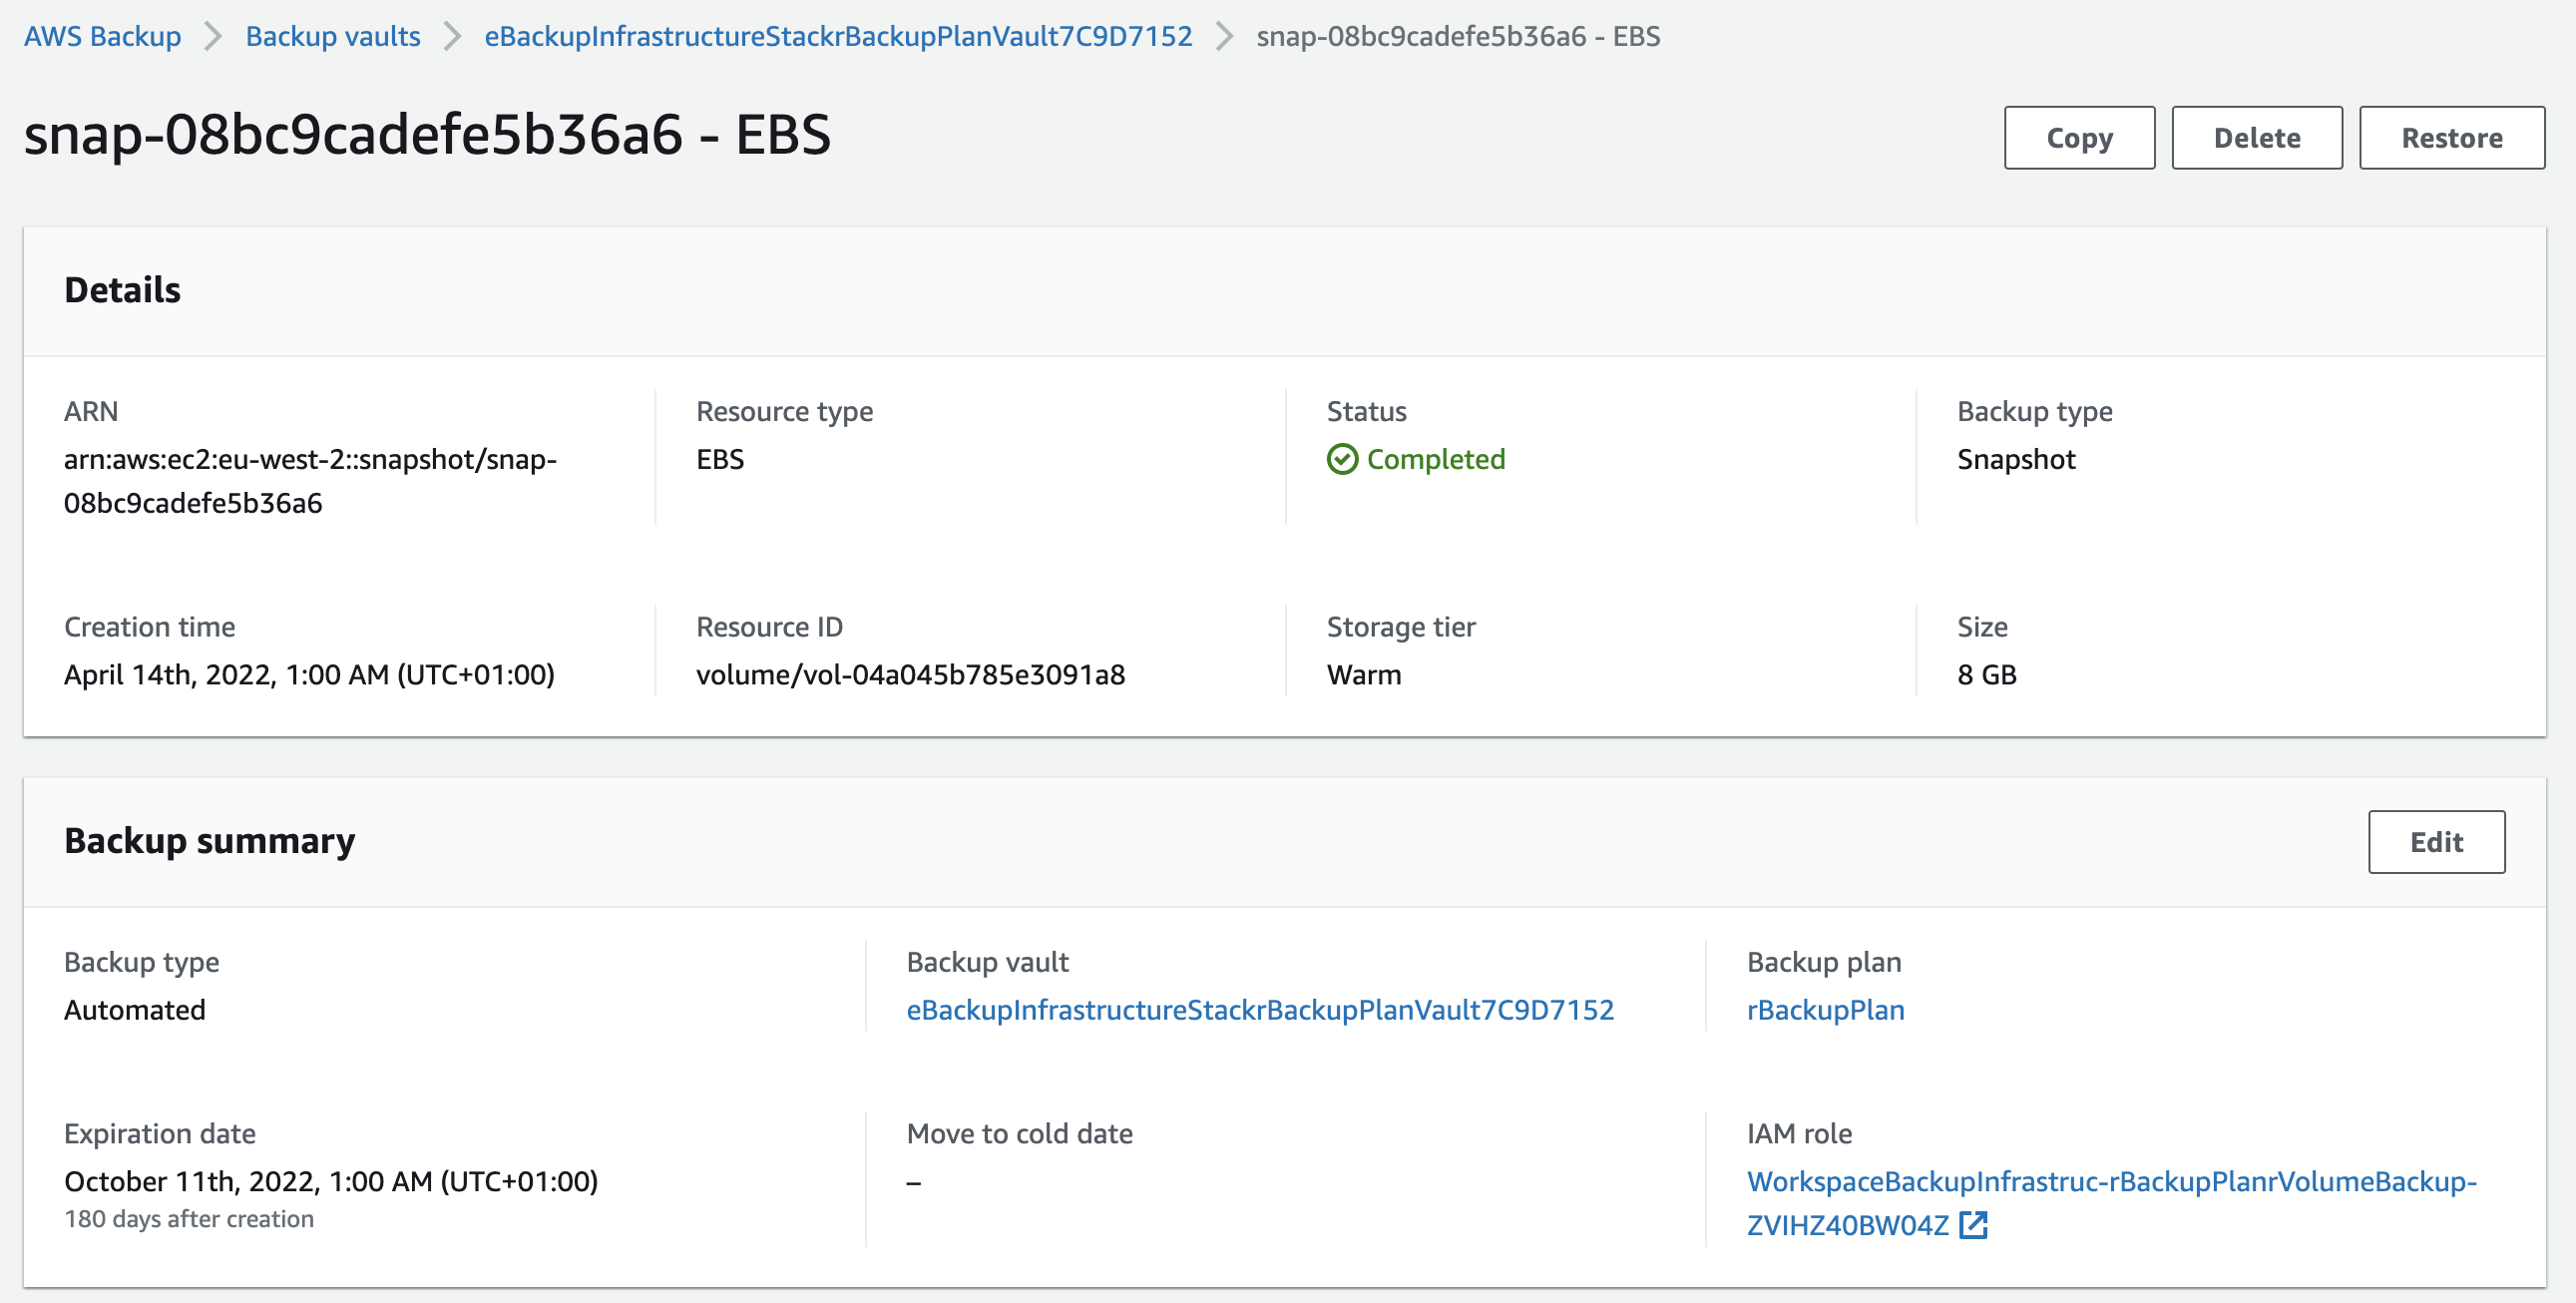 AWS Backup > Backup vaults > eBackupInfrastructureStackrBackupPlanVault7C9D7152 > snap-08bc9cadefe5b36a6 - EBS
snap-08bc9cadefe5b36a6 - EBS
Copy
Delete
Restore
Details
ARN
arn:aws:ec2:eu-west-2::snapshot/snap-
08bc9cadefe5b36a6
Resource type
EBS
Status
Completed
Backup type
Snapshot
Creation time
April 14th, 2022, 1:00 AM (UTC+01:00)
Resource ID
volume/vol-04a045b785e3091a8
Storage tier
Warm
Size
8 GB
Backup summary
Edit
Backup type
Automated
Backup vault
eBackupInfrastructureStackrBackupPlanVault7C9D7152
Backup plan
rBackupPlan
Expiration date
October 11th, 2022, 1:00 AM (UTC+01:00)
180 days after creation
Move to cold date
–
IAM role
WorkspaceBackupInfrastruc-rBackupPlanrVolumeBackup-
ZVIHZ40BW04Z